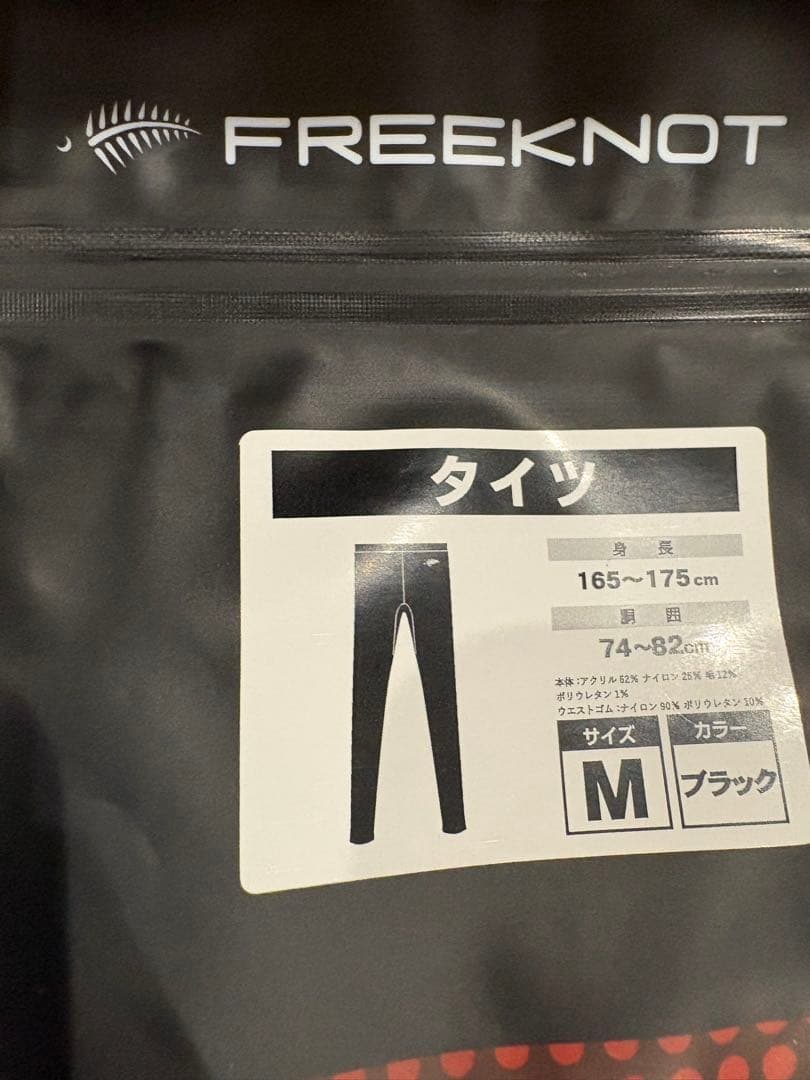 FREEKNOT
タイツ
身長
165〜175cm
胴囲
74〜82cm
本体:アクリル62% ナイロン25% 毛12%
ポリウレタン1%
ウエストゴム:ナイロン90% ポリウレタン10%
サイズ
M
カラー
ブラック